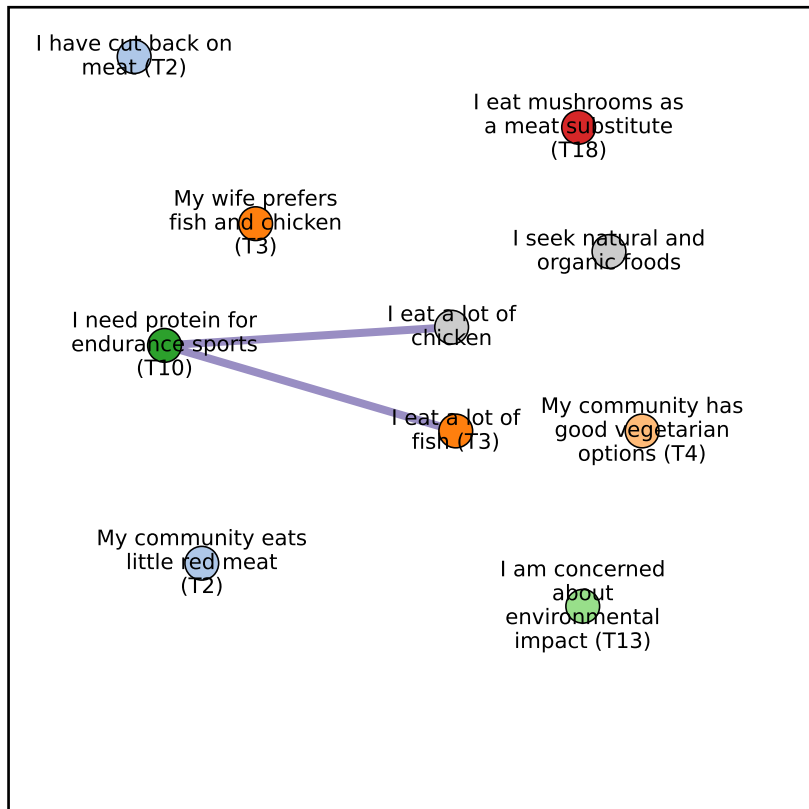 I have cut back on
meat (T2)
I eat mushrooms as
a meat substitute
(T18)
My wife prefers
fish and chicken
(T3)
I seek natural and
organic foods
I need protein for
endurance sports
(T10)
I eat a lot of
chicken
I eat a lot of
fish (T3)
My community has
good vegetarian
options (T4)
My community eats
little red meat
(T2)
I am concerned
about
environmental
impact (T13)